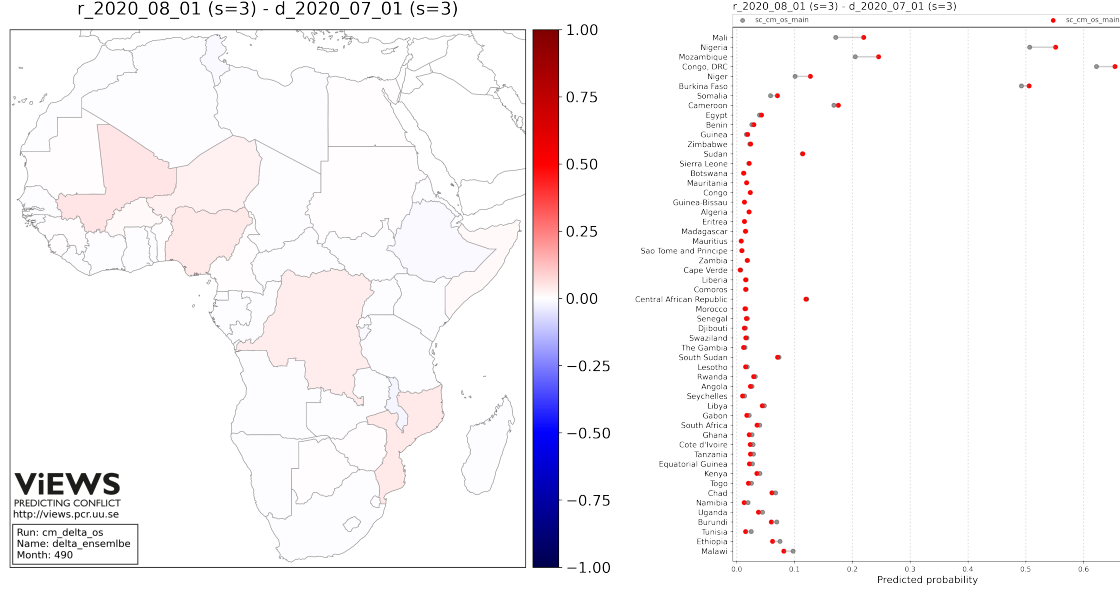 r_2020_08_01 (s=3) - d_2020_07_01 (s=3)
1.00
0.75
0.50
0.25
0.00
−0.25
−0.50
−0.75
−1.00
ViEWS
PREDICTING CONFLICT
http://views.pcr.uu.se
Run: cm_delta_os
Name: delta_ensemlbe
Month: 490
r_2020_08_01 (s=3) - d_2020_07_01 (s=3)
sc_cm_os_main
sc_cm_os_main
Mali
Nigeria
Mozambique
Congo, DRC
Niger
Burkina Faso
Somalia
Cameroon
Egypt
Benin
Guinea
Zimbabwe
Sudan
Sierra Leone
Botswana
Mauritania
Congo
Guinea-Bissau
Algeria
Eritrea
Madagascar
Mauritius
Sao Tome and Principe
Zambia
Cape Verde
Liberia
Comoros
Central African Republic
Morocco
Senegal
Djibouti
Swaziland
The Gambia
South Sudan
Lesotho
Rwanda
Angola
Seychelles
Libya
Gabon
South Africa
Ghana
Cote d'Ivoire
Tanzania
Equatorial Guinea
Kenya
Togo
Chad
Namibia
Uganda
Burundi
Tunisia
Ethiopia
Malawi
0.0 0.1 0.2 0.3 0.4 0.5 0.6
Predicted probability